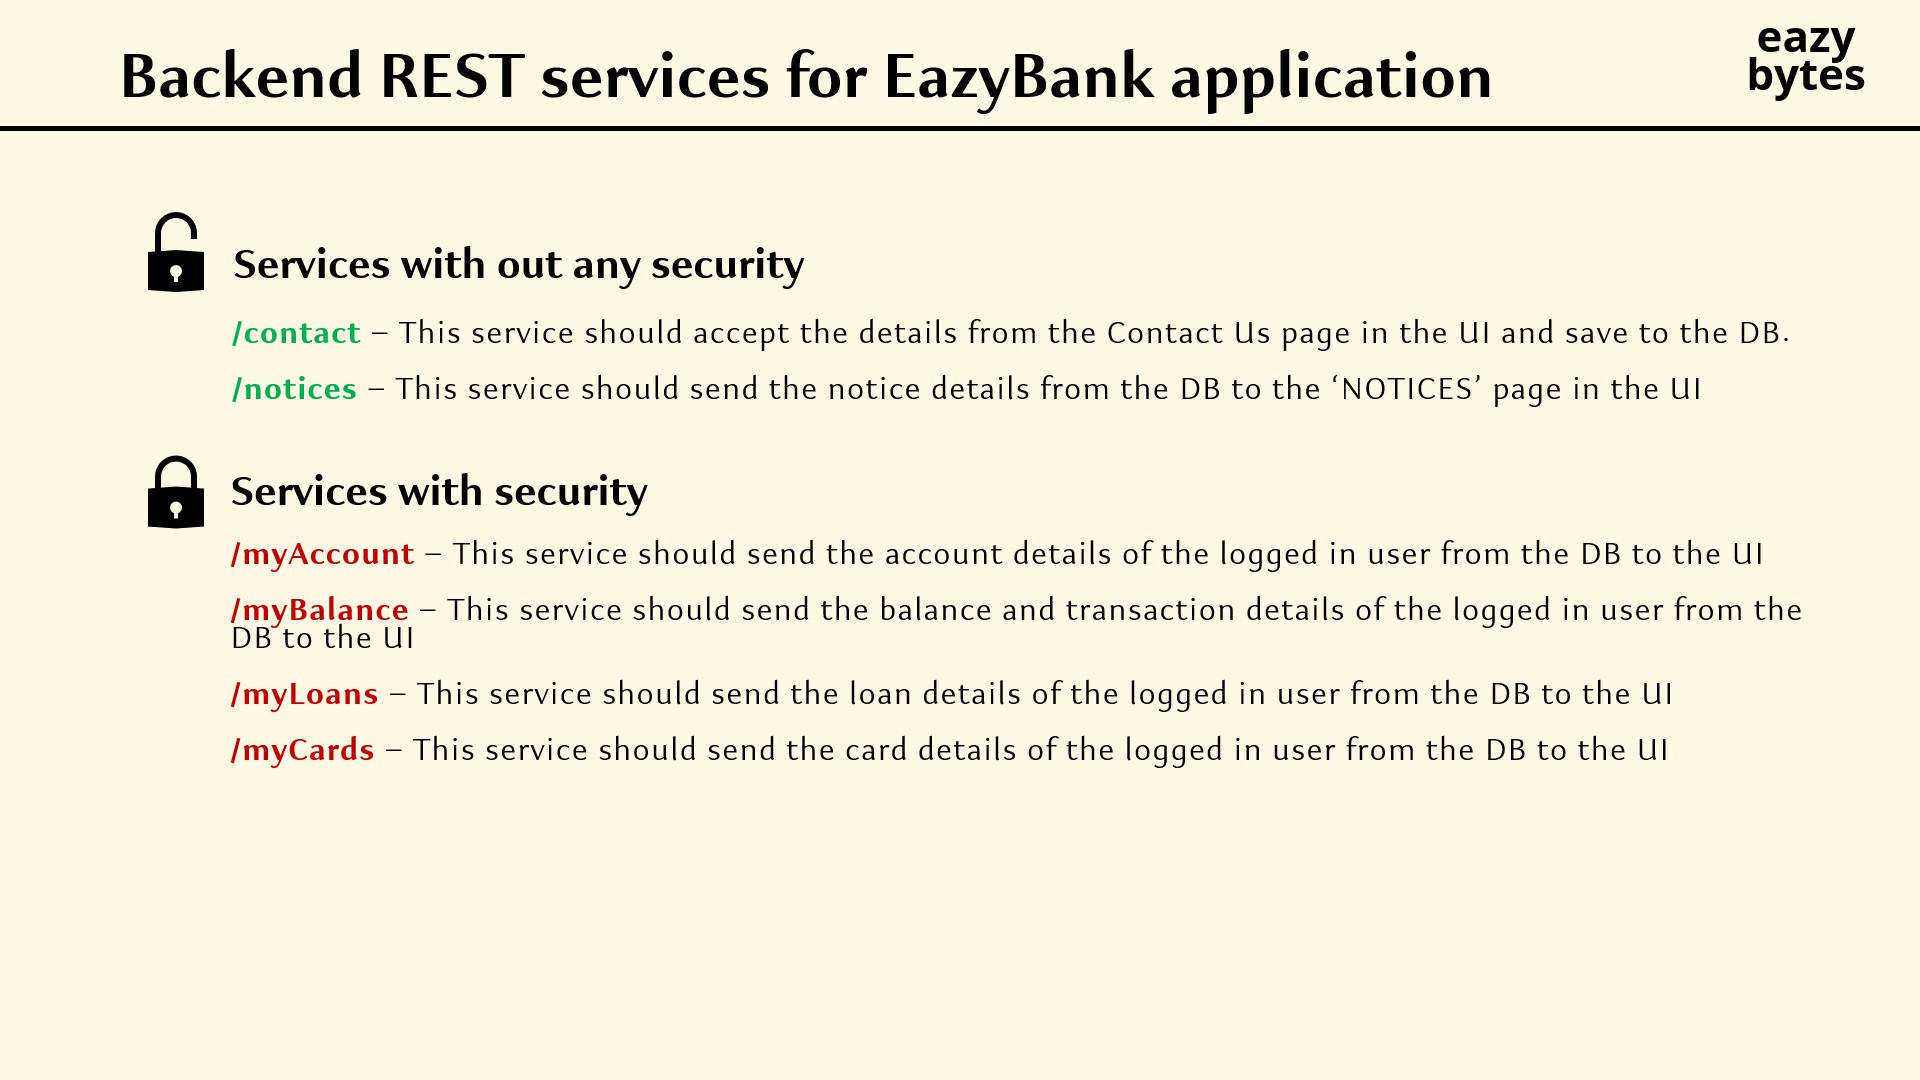 Backend REST services for EazyBank application
eazy
bytes
Services with out any security
/contact – This service should accept the details from the Contact Us page in the UI and save to the DB.
/notices – This service should send the notice details from the DB to the ‘NOTICES’ page in the UI
Services with security
/myAccount – This service should send the account details of the logged in user from the DB to the UI
/myBalance – This service should send the balance and transaction details of the logged in user from the
DB to the UI
/myLoans – This service should send the loan details of the logged in user from the DB to the UI
/myCards – This service should send the card details of the logged in user from the DB to the UI